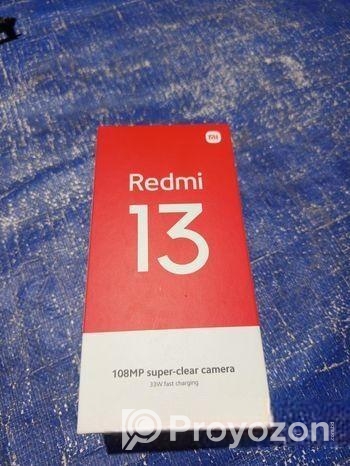 mi
Redmi
13
108MP super-clear camera
33W fast charging
Proyozon